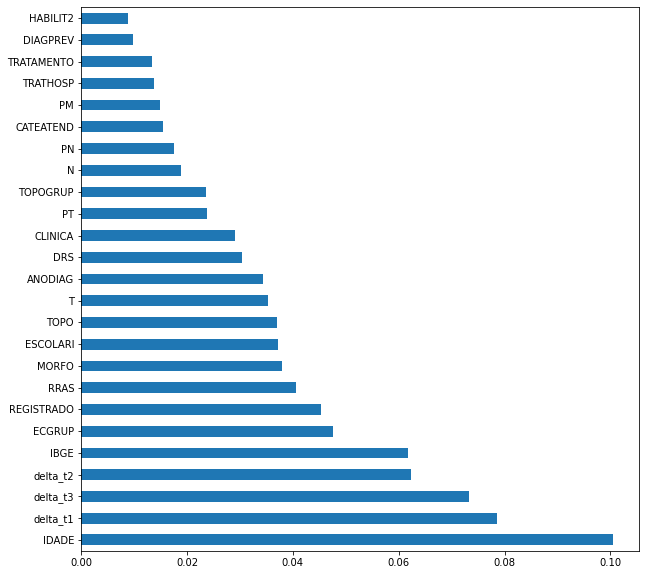 HABILIT2
DIAGPREV
TRATAMENTO
TRATHOSP
PM
CATEATEND
PN
N
TOPOGRUP
PT
CLINICA
DRS
ANODIAG
T
TOPO
ESCOLARI
MORFO
RRAS
REGISTRADO
ECGRUP
IBGE
delta_t2
delta_t3
delta_t1
IDADE
0.00 0.02 0.04 0.06 0.08 0.10